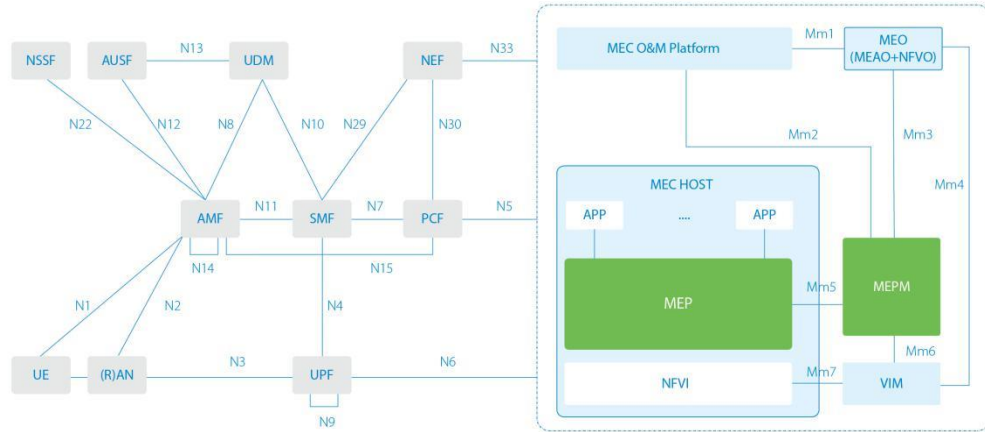 N13
N33
MEC O&M Platform
Mm1
MEO
(MEAO+NFVO)
NSSF
AUSF
UDM
NEF
N22
N12
N8
N10
N29
N30
Mm2
Mm3
Mm4
MEC HOST
AMF
N11
SMF
N7
PCF
N5
APP
....
APP
N14
N15
MEP
Mm5
MEPM
N1
N2
N4
Mm6
UE
(R)AN
N3
UPF
N6
NFVI
Mm7
VIM
N9